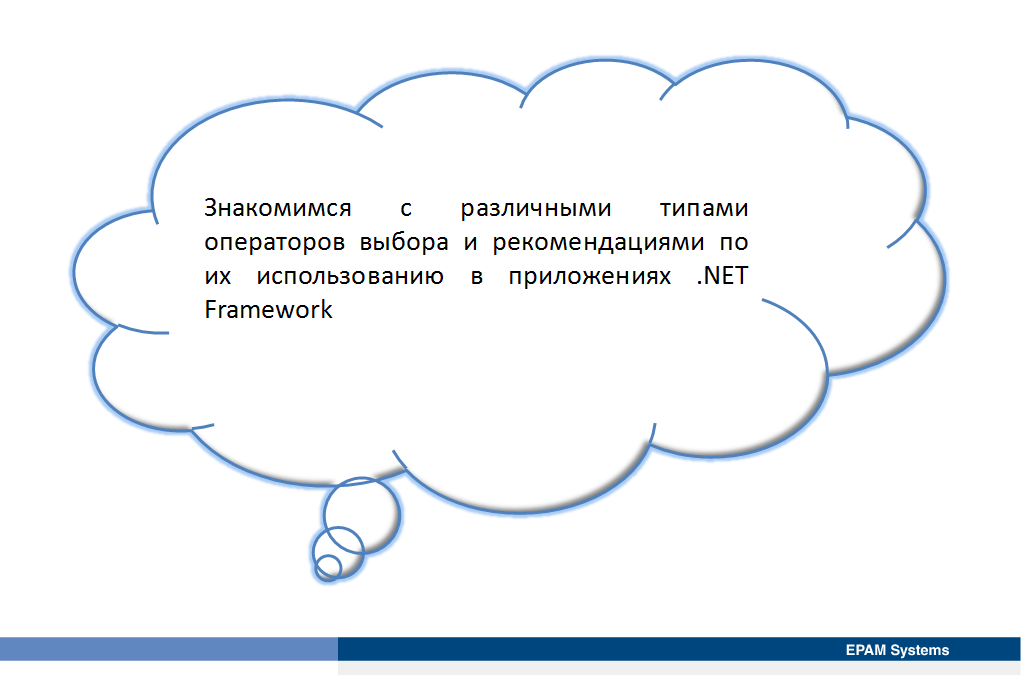 Знакомимся с различными типами
операторов выбора и рекомендациями по
их использованию в приложениях .NET
Framework
EPAM Systems